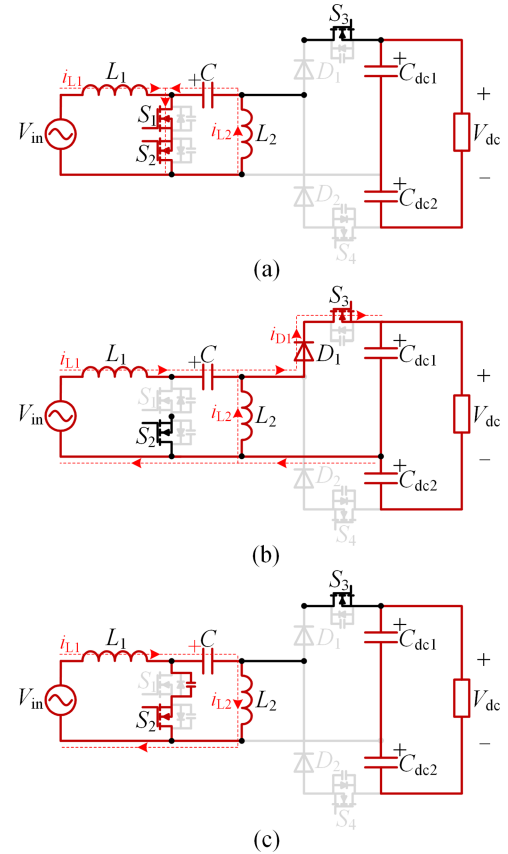 S3
iL1 L1 +C D1 + Cdc1
S1 +
Vin S2 iL2 L2 Vdc
D2 + Cdc2 −
S4
(a)
S3
iD1
iL1 L1 +C D1 + Cdc1
S1 +
Vin S2 iL2 L2 Vdc
D2 + Cdc2 −
S4
(b)
S3
iL1 L1 +C D1 + Cdc1
S1 +
Vin S2 iL2 L2 Vdc
D2 + Cdc2 −
S4
(c)